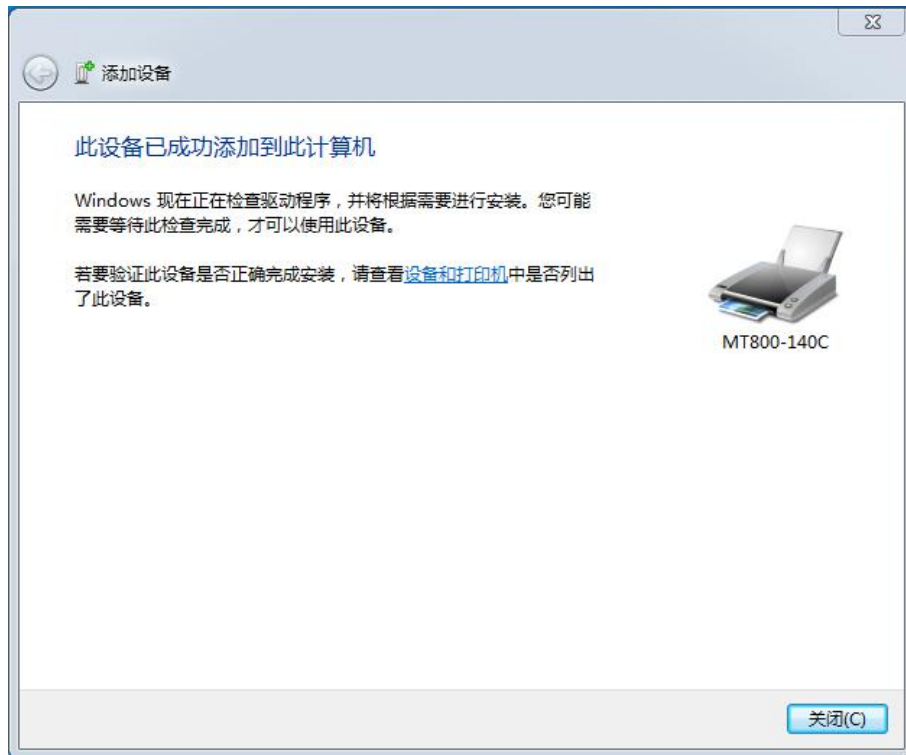 添加设备
此设备已成功添加到此计算机
Windows 现在正在检查驱动程序，并将根据需要进行安装。您可能
需要等待此检查完成，才可以使用此设备。
若要验证此设备是否正确完成安装，请查看设备和打印机中是否列出
了此设备。
MT800-140C
关闭(C)